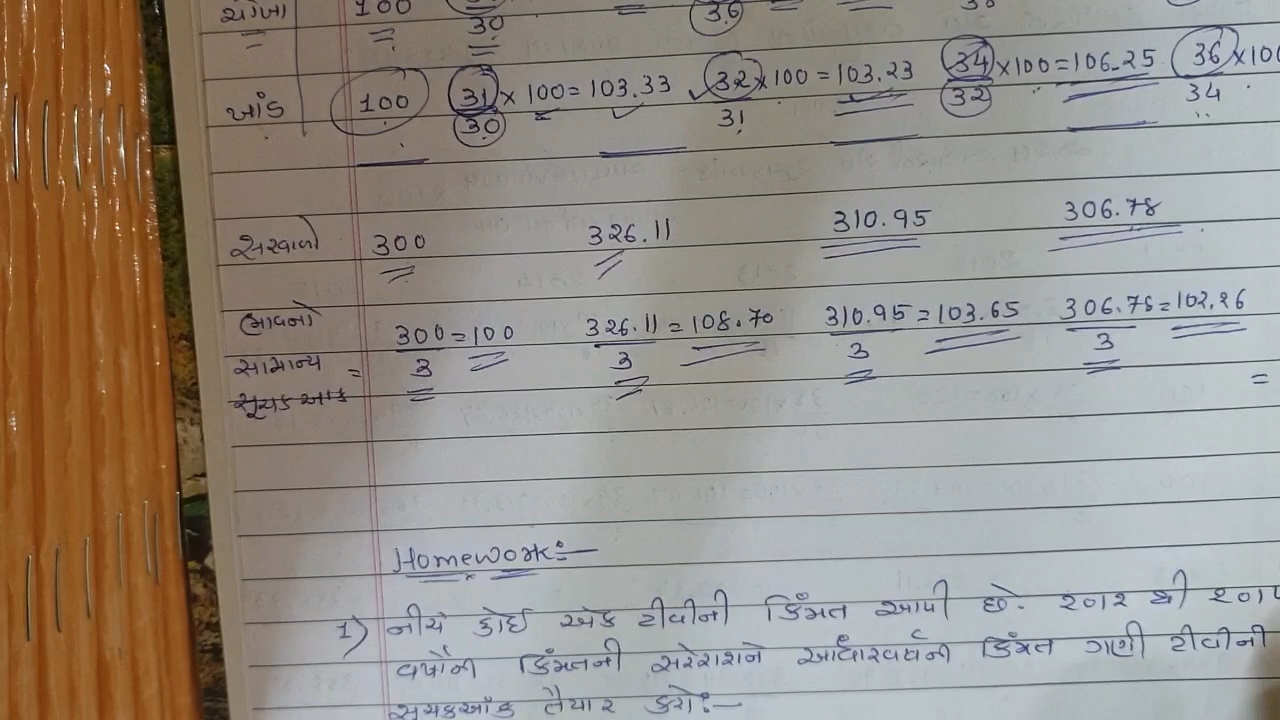 ચોખા 100 30 36 30
ખાંડ 100 31/30 × 100 = 103.33 32/31 × 100 = 103.23 34/32 × 100 = 106.25 36/34 × 100
સરવાળો 300 326.11 310.95 306.78
ભાવનો 300/3 = 100 326.11/3 = 108.70 310.95/3 = 103.65 306.78/3 = 102.26
સામાન્ય =
સૂચક આંક
=
Homework:—
1) નીચે કોઈ એક ટીવીની કિંમત આપી છે. ૨૦૧૨ થી
વર્ષોની કિંમતની સરેરાશને આધારવર્ષની કિંમત ગણી ટીવીની
સૂચકઆંક તૈયાર કરો:—